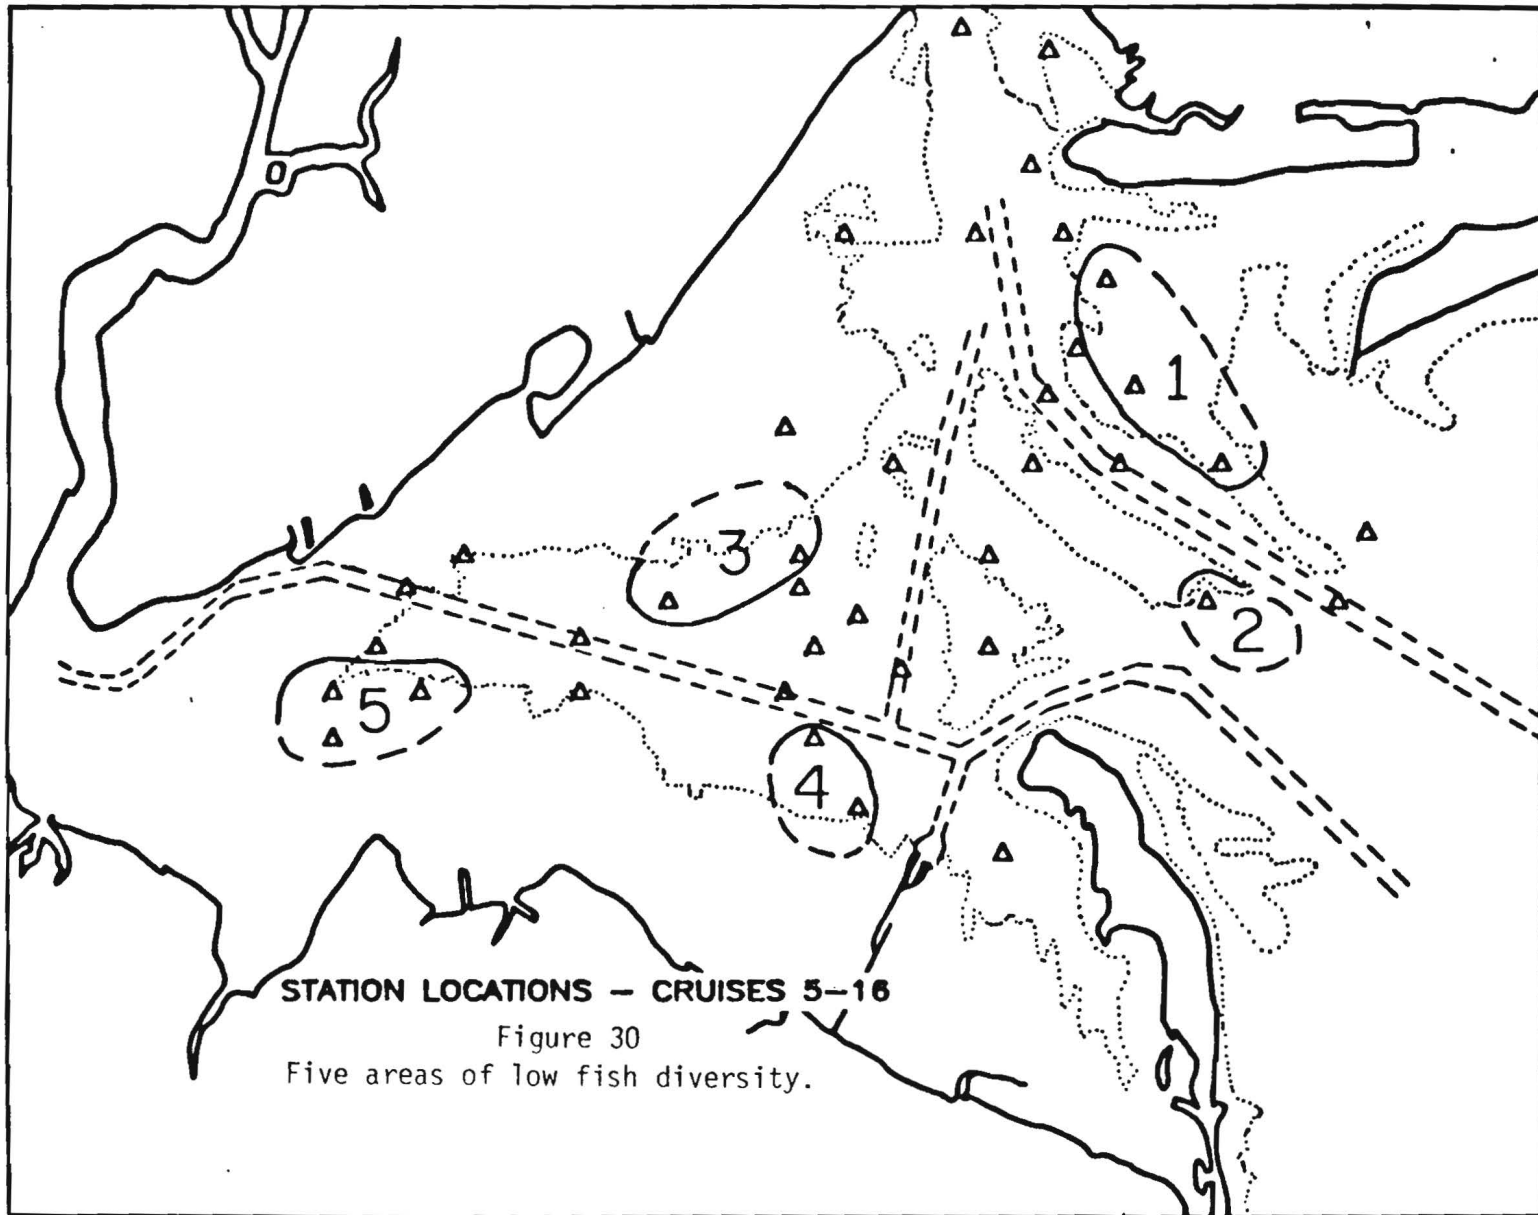 1
2
3
4
5
STATION LOCATIONS – CRUISES 5–16
Figure 30
Five areas of low fish diversity.